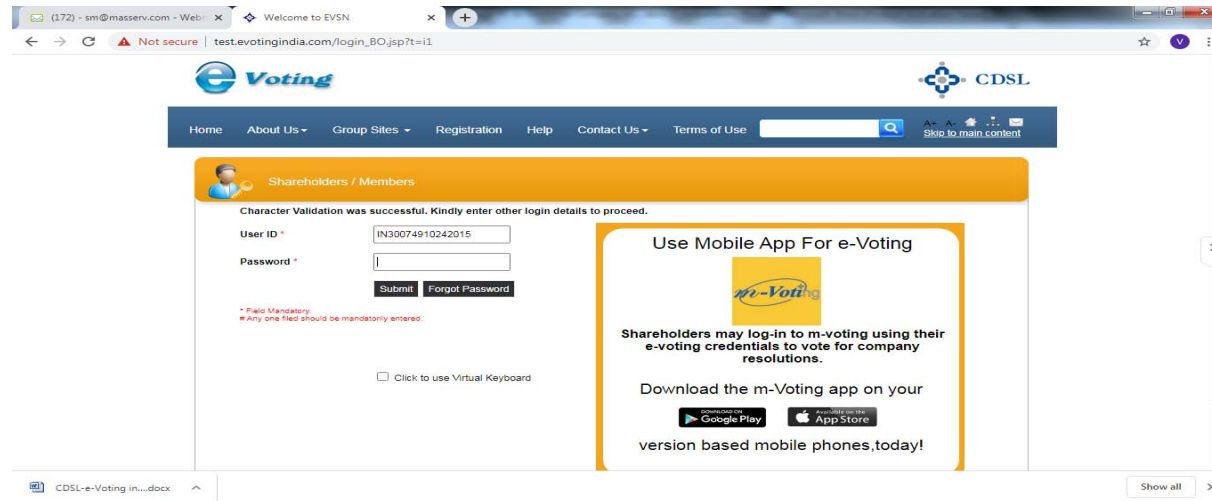 (172) - sm@masserv.com - Web
Welcome to EVSN
Not secure | test.evotingindia.com/login_BO.jsp?t=i1
V
e Voting
CDSL
Home About Us Group Sites Registration Help Contact Us Terms of Use
A+ A-
Skip to main content
Shareholders / Members
Character Validation was successful. Kindly enter other login details to proceed.
User ID * IN30074910242015
Password *
Submit Forgot Password
* Field Mandatory.
# Any one filed should be mandatorily entered.
Click to use Virtual Keyboard
Use Mobile App For e-Voting
m-Voting
Shareholders may log-in to m-voting using their
e-voting credentials to vote for company
resolutions.
Download the m-Voting app on your
DOWNLOAD ON
Google Play
Available on the
App Store
version based mobile phones,today!
CDSL-e-Voting in....docx
Show all